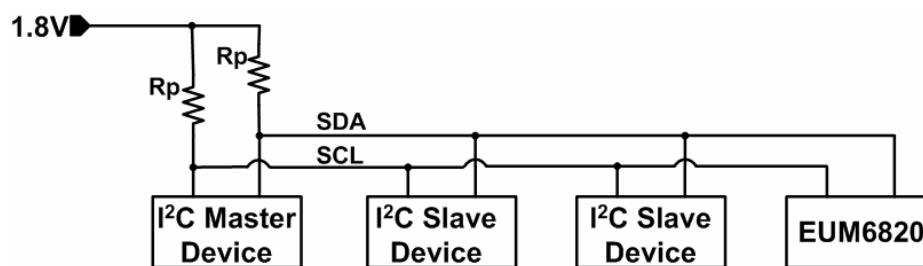 1.8V
Rp
Rp
SDA
SCL
I²C Master
Device
I²C Slave
Device
I²C Slave
Device
EUM6820